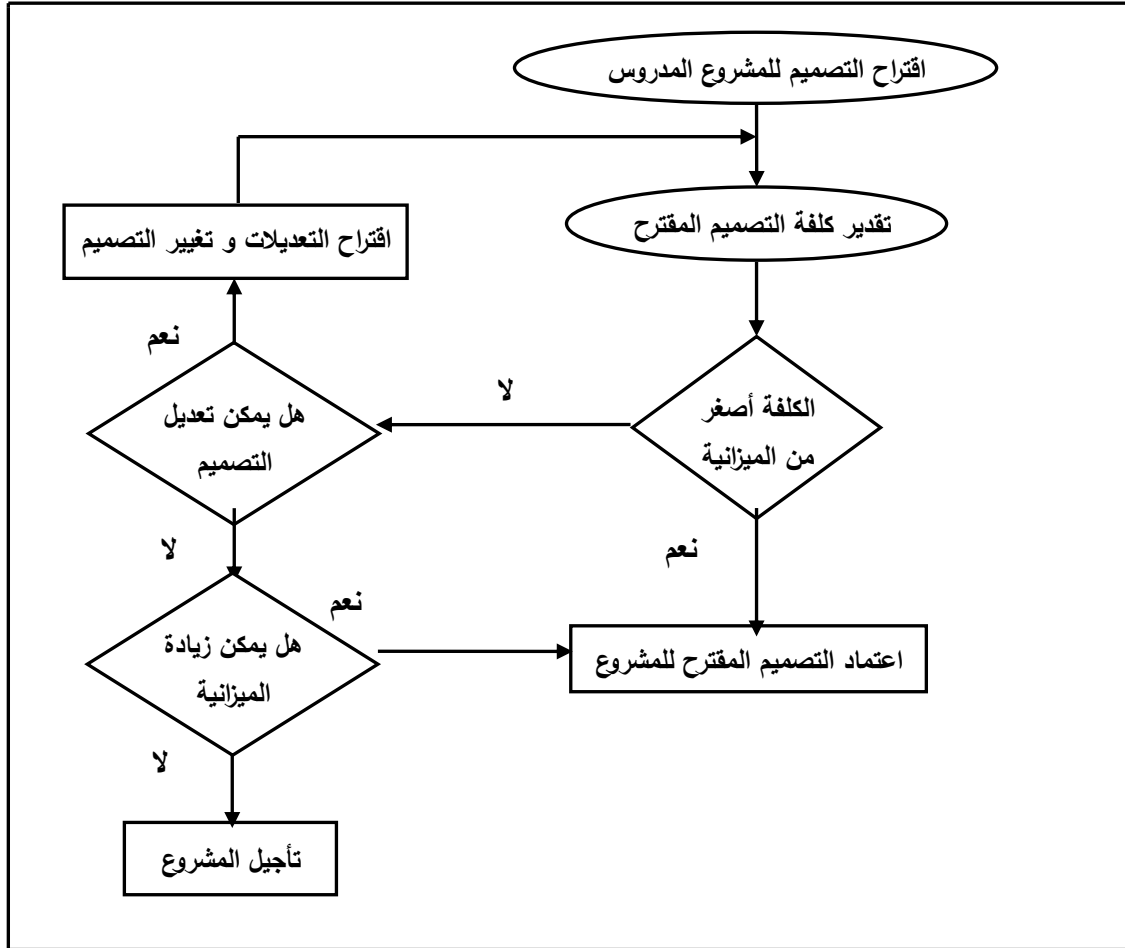 اقتراح التصميم للمشروع المدروس
تقدير كلفة التصميم المقترح
اقتراح التعديلات و تغيير التصميم
نعم
لا
الكلفة أصغر
من الميزانية
هل يمكن تعديل
التصميم
لا
نعم
نعم
هل يمكن زيادة
الميزانية
اعتماد التصميم المقترح للمشروع
لا
تأجيل المشروع